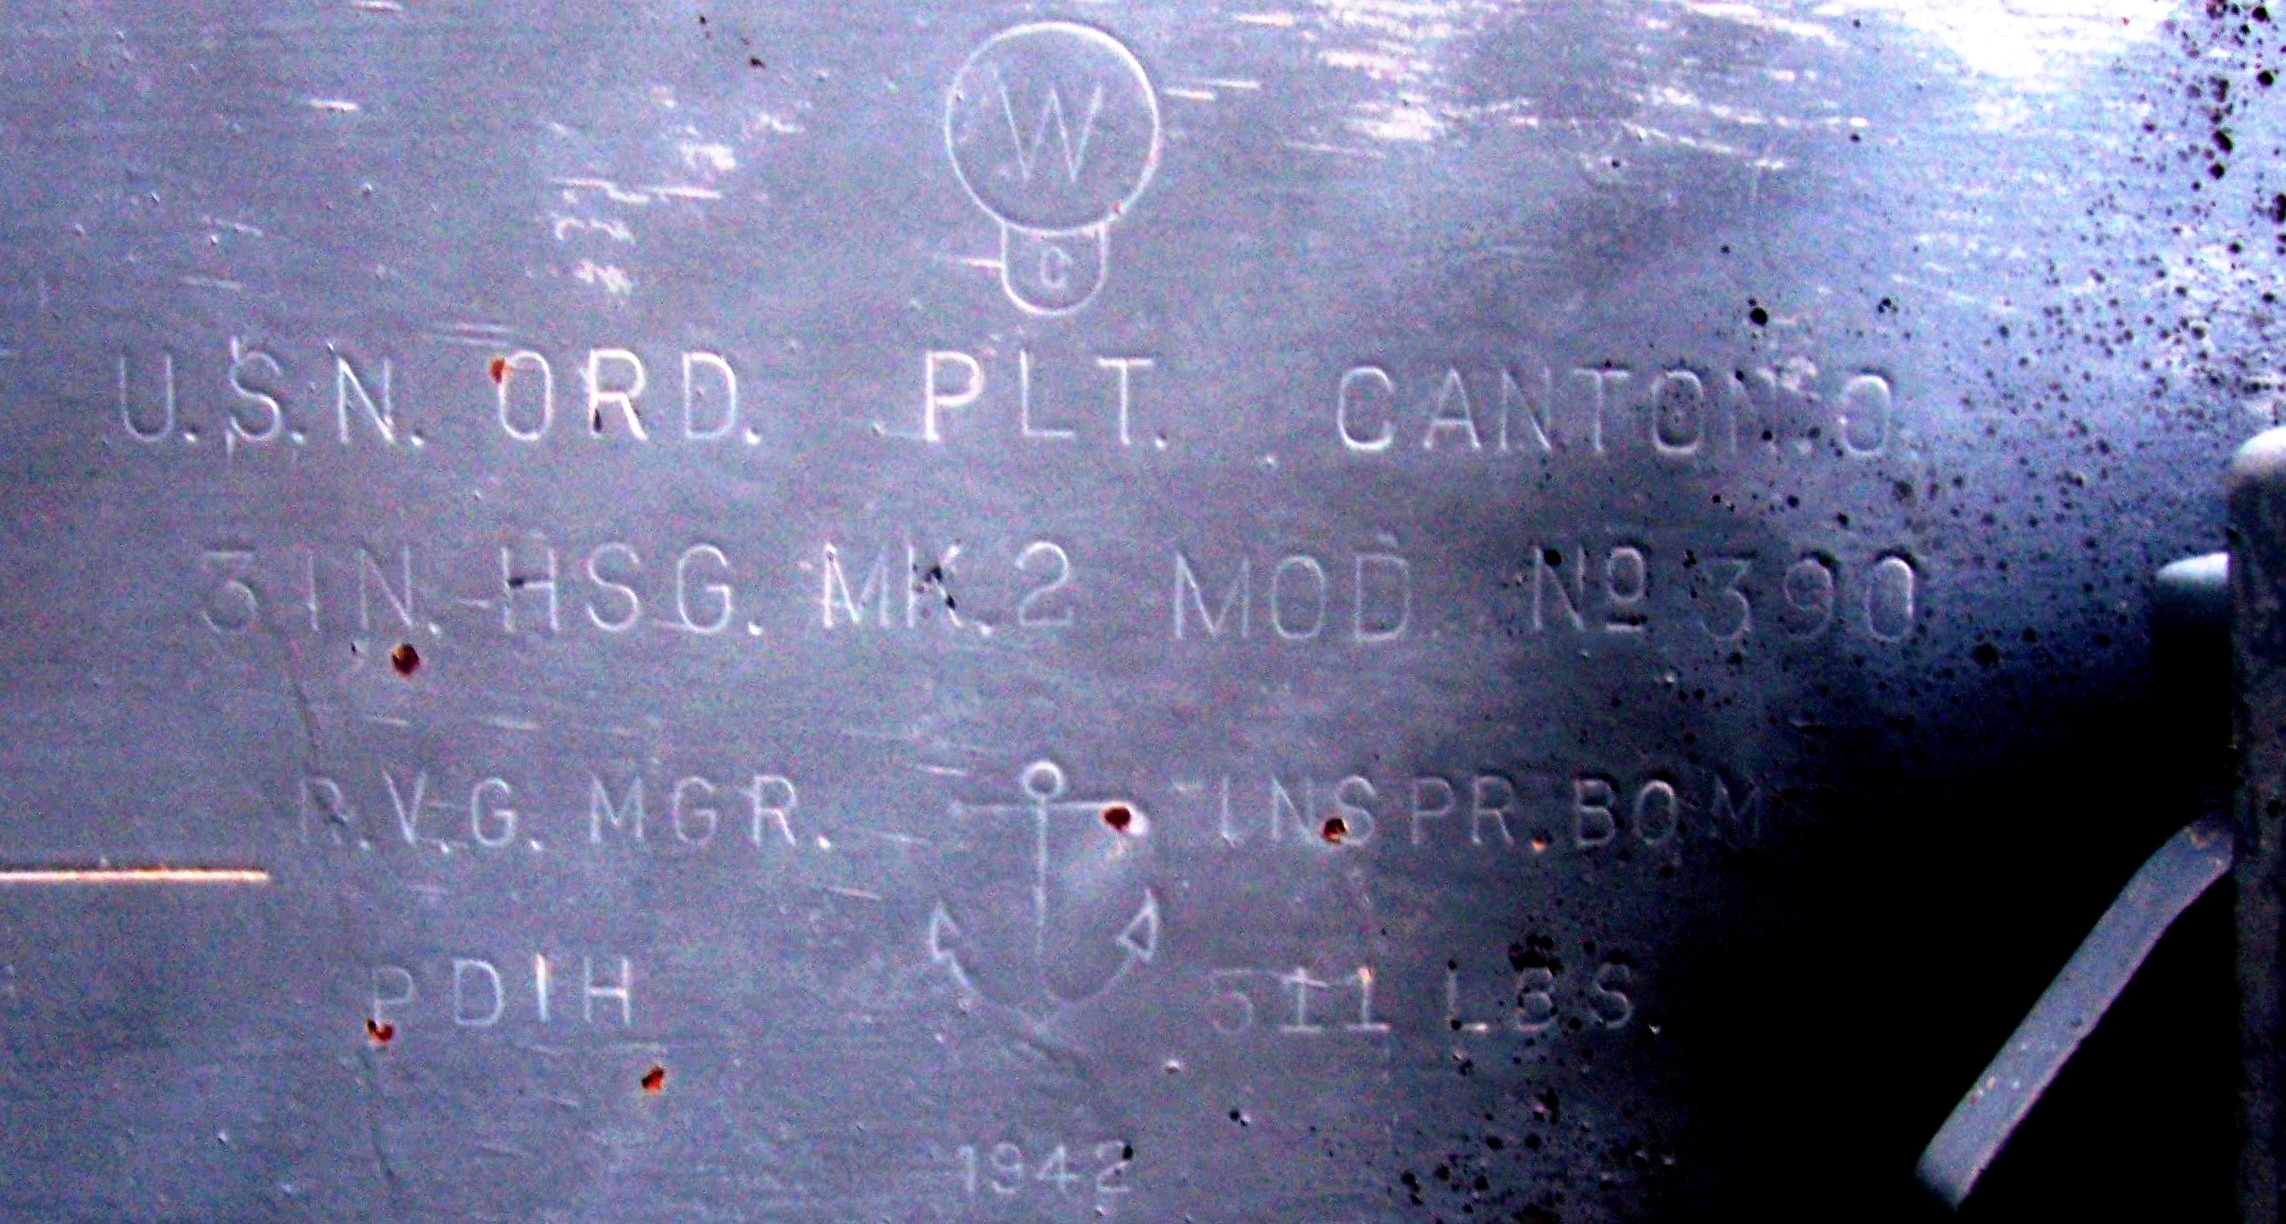 W
C
U.S.N. ORD. PLT. CANTON.O
3 IN. HSG. MK.2 MOD. Nº 390
R.V.G. MGR. INSPR. BOM
PDIH 511 LBS.
1942